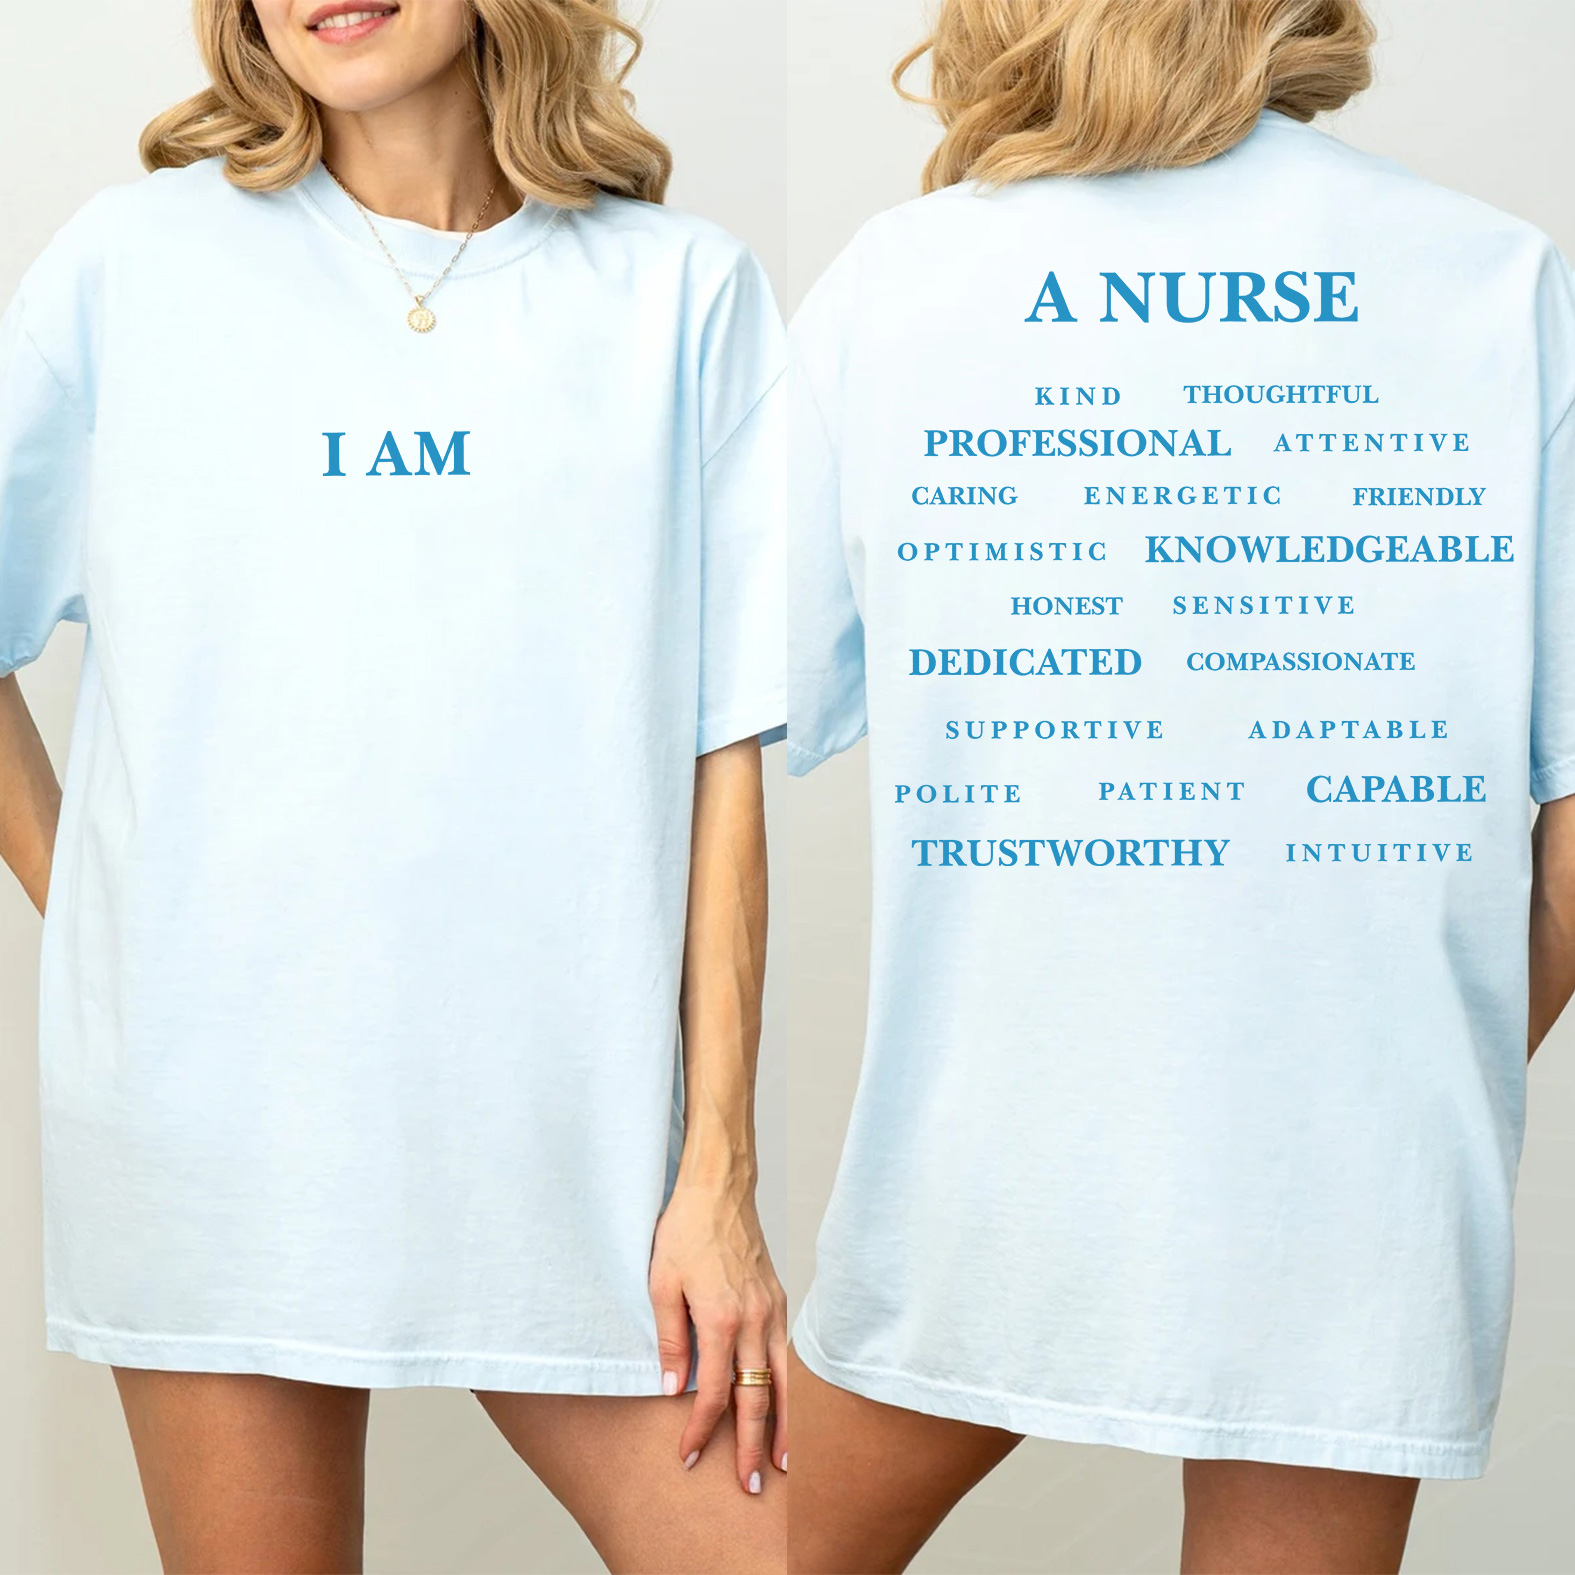 I AM
A NURSE
KIND THOUGHTFUL
PROFESSIONAL ATTENTIVE
CARING ENERGETIC FRIENDLY
OPTIMISTIC KNOWLEDGEABLE
HONEST SENSITIVE
DEDICATED COMPASSIONATE
SUPPORTIVE ADAPTABLE
POLITE PATIENT CAPABLE
TRUSTWORTHY INTUITIVE